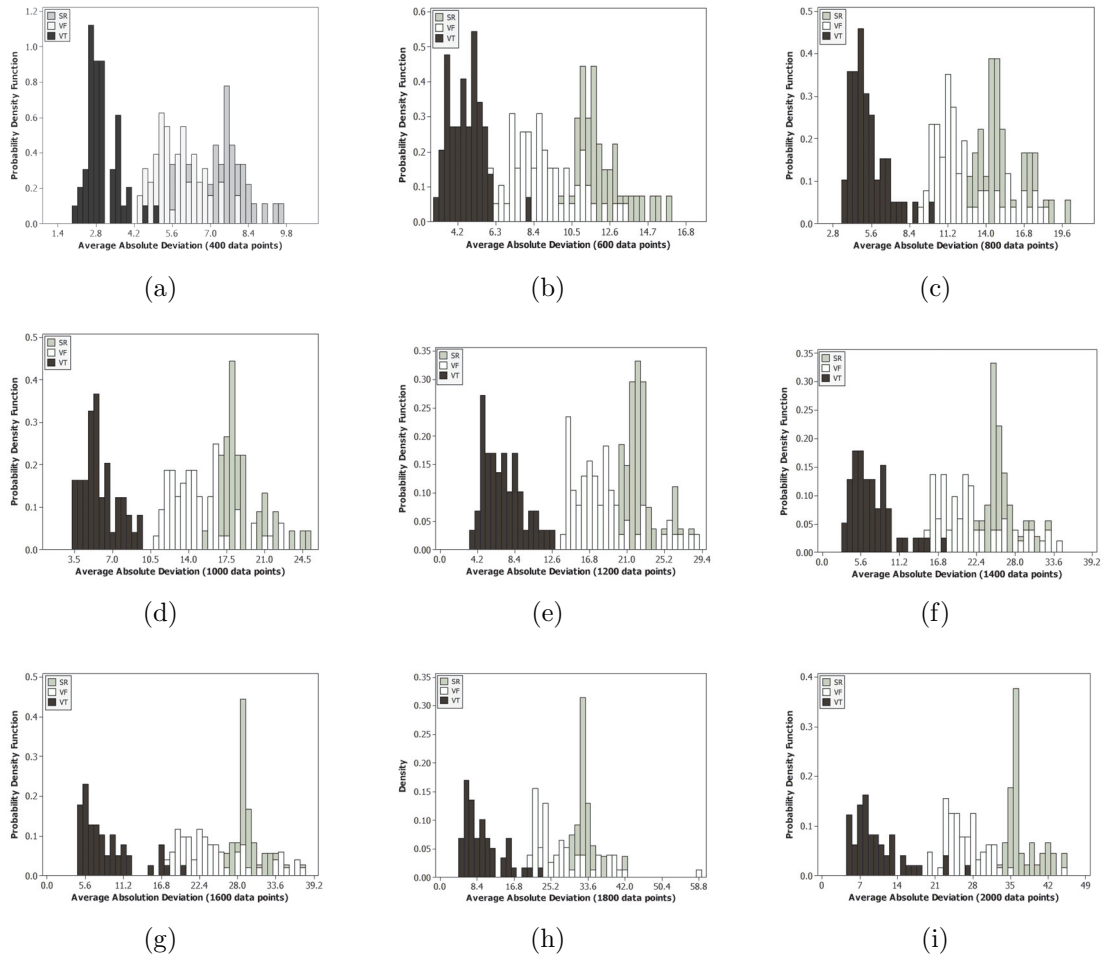 SR
VF
VT
Probability Density Function
1.2
1.0
0.8
0.6
0.4
0.2
0.0
1.4 2.8 4.2 5.6 7.0 8.4 9.8
Average Absolute Deviation (400 data points)
(a)
SR
VF
VT
Probability Density Function
0.6
0.5
0.4
0.3
0.2
0.1
0.0
4.2 6.3 8.4 10.5 12.6 14.7 16.8
Average Absolute Deviation (600 data points)
(b)
SR
VF
VT
Probability Density Function
0.5
0.4
0.3
0.2
0.1
0.0
2.8 5.6 8.4 11.2 14.0 16.8 19.6
Average Absolute Deviation (800 data points)
(c)
SR
VF
VT
Probability Density Function
0.5
0.4
0.3
0.2
0.1
0.0
3.5 7.0 10.5 14.0 17.5 21.0 24.5
Average Absolute Deviation (1000 data points)
(d)
SR
VF
VT
Probability Density Function
0.35
0.30
0.25
0.20
0.15
0.10
0.05
0.00
0.0 4.2 8.4 12.6 16.8 21.0 25.2 29.4
Average Absolute Deviation (1200 data points)
(e)
SR
VF
VT
Probability Density Function
0.35
0.30
0.25
0.20
0.15
0.10
0.05
0.00
0.0 5.6 11.2 16.8 22.4 28.0 33.6 39.2
Average Absolute Deviation (1400 data points)
(f)
SR
VF
VT
Probability Density Function
0.5
0.4
0.3
0.2
0.1
0.0
0.0 5.6 11.2 16.8 22.4 28.0 33.6 39.2
Average Absolution Deviation (1600 data points)
(g)
SR
VF
VT
Density
0.35
0.30
0.25
0.20
0.15
0.10
0.05
0.00
0.0 8.4 16.8 25.2 33.6 42.0 50.4 58.8
Average Absolute Deviation (1800 data points)
(h)
SR
VF
VT
Probability Density Function
0.4
0.3
0.2
0.1
0.0
0 7 14 21 28 35 42 49
Average Absolute Deviation (2000 data points)
(i)